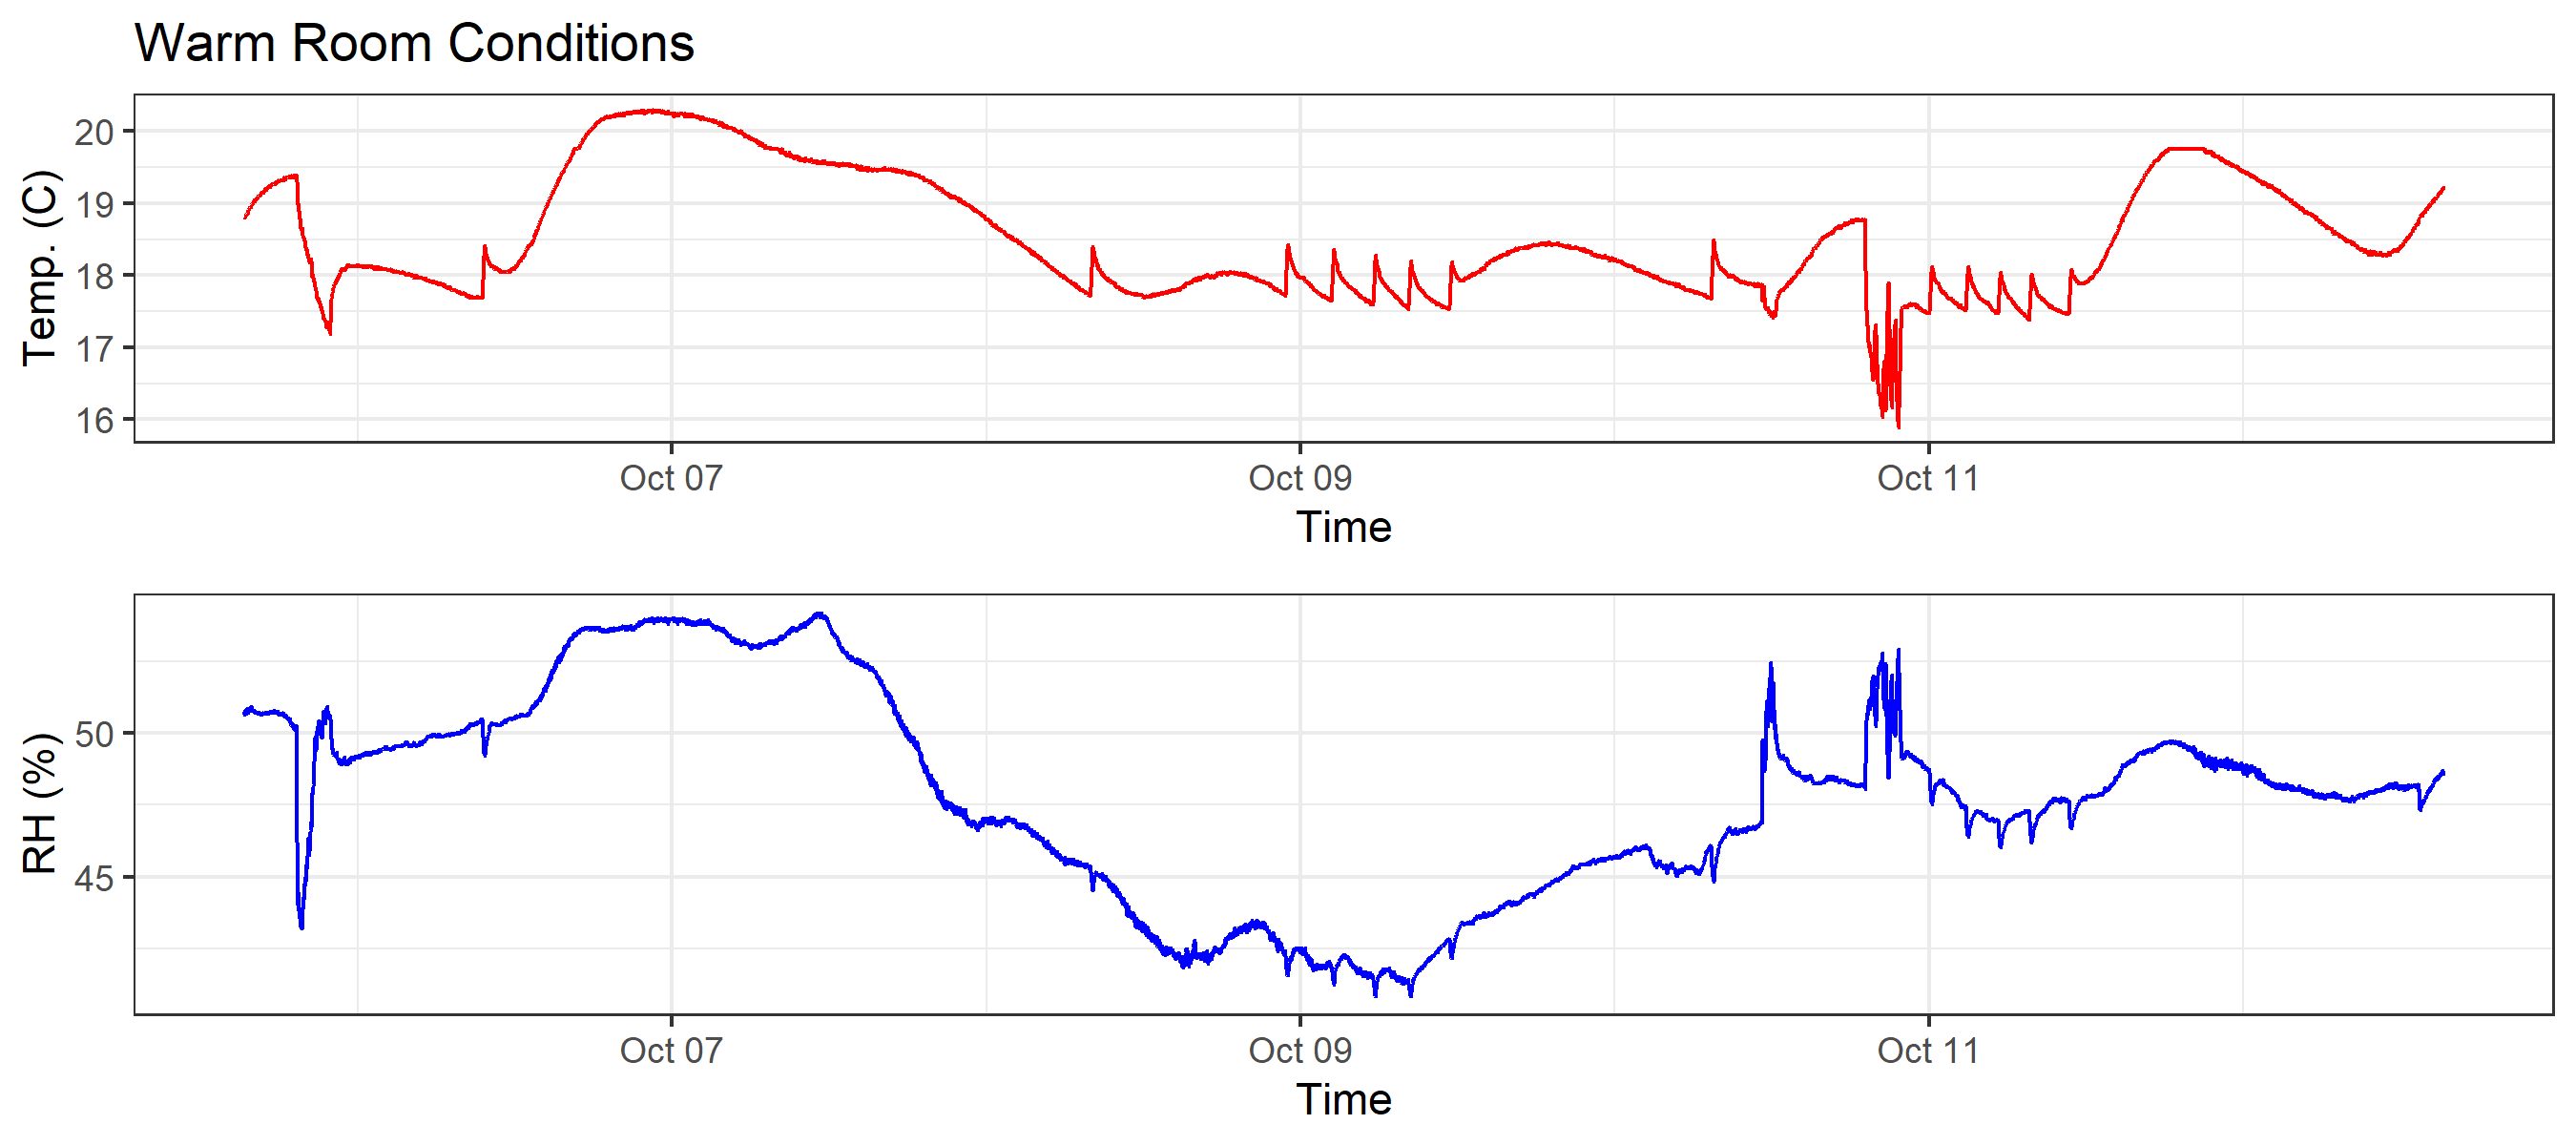 Warm Room Conditions
Temp. (C)
20
19
18
17
16
Oct 07 Oct 09 Oct 11
Time
RH (%)
50
45
Oct 07 Oct 09 Oct 11
Time